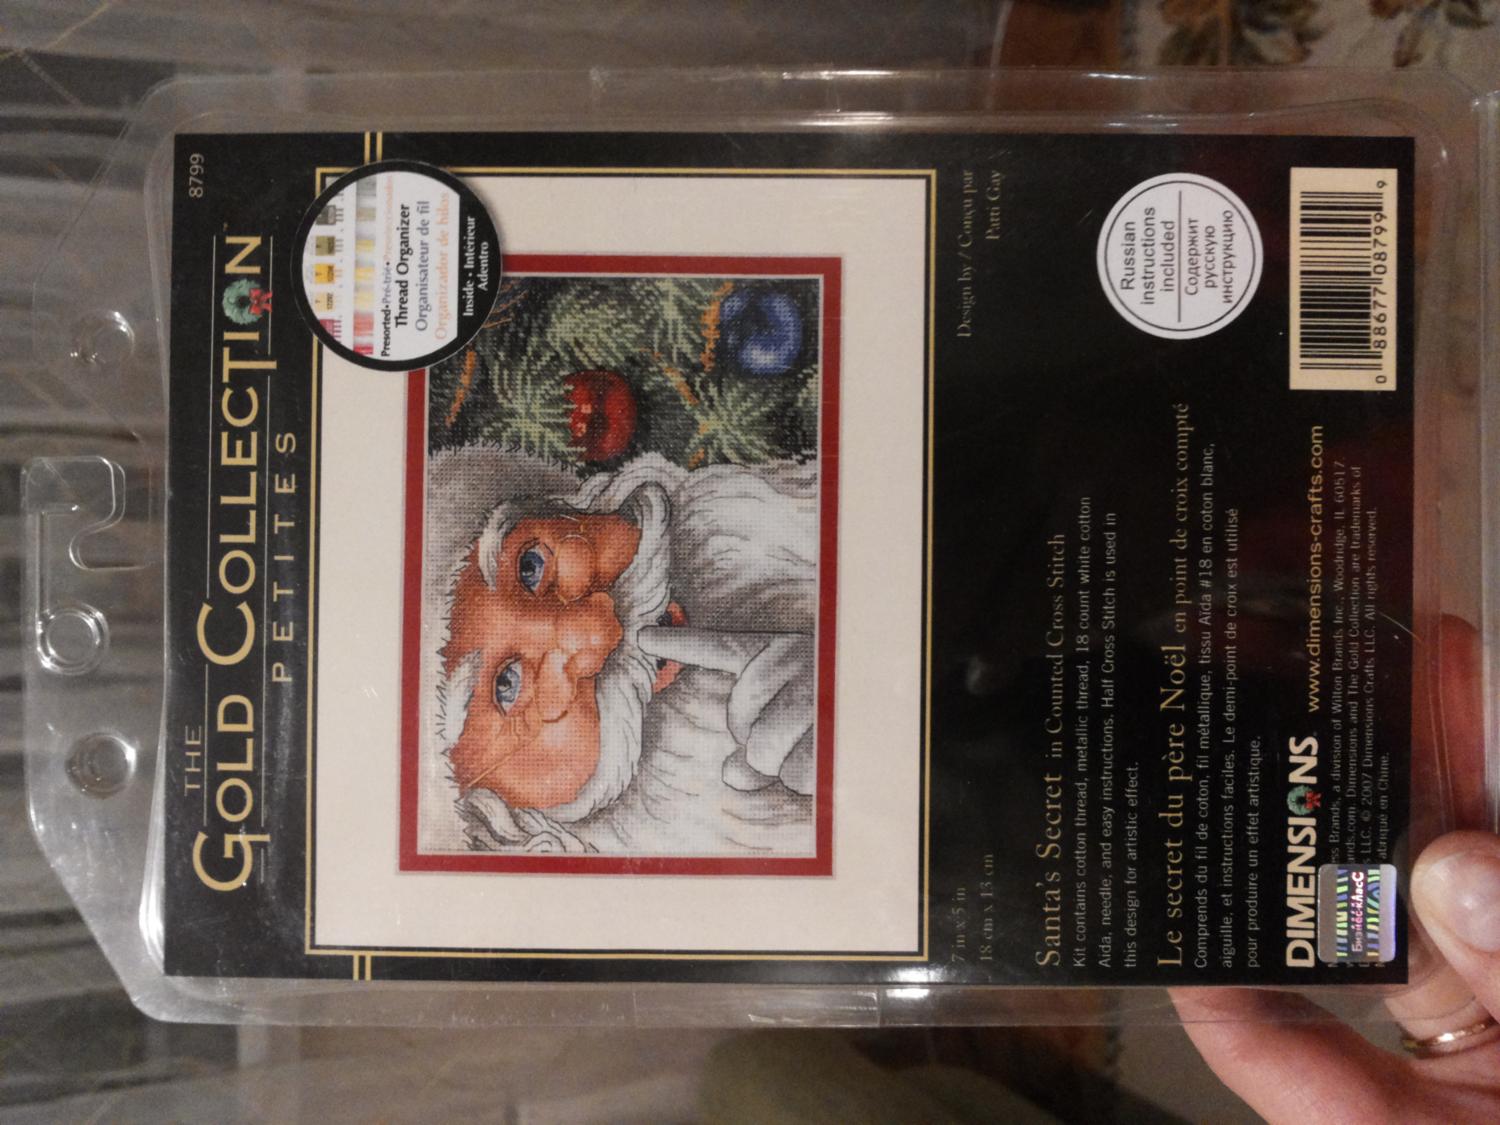 8799
THE
GOLD COLLECTION™
PETITES
Presorted•Pré-trié•
Thread Organizer
Organisateur de fil
Organizador de hilos
Inside • Intérieur
Adentro
7 in x 5 in
18 cm x 13 cm
Design by / Conçu par
Patti Gay
Santa's Secret in Counted Cross Stitch
Kit contains cotton thread, metallic thread, 18 count white cotton
Aida, needle, and easy instructions. Half Cross Stitch is used in
this design for artistic effect.
Le secret du père Noël en point de croix compté
Comprends du fil de coton, fil métalique, tissu Aida #18 en coton blanc,
aiguille, et instructions faciles. Le demi-point de croix est utilisé
pour produire un effet artistique.
Russian
instructions
included
Содержит
русскую
инструкцию
DIMENSIONS® www.dimensions-crafts.com
Brands, a division of Wilton Brands Inc., Woodridge, IL 60517
Dimensions and The Gold Collection are trademarks of
LLC. © 2007 Dimensions Crafts LLC. All rights reserved.
en Chine.
Бизнес-класс
0 88677 08799 9